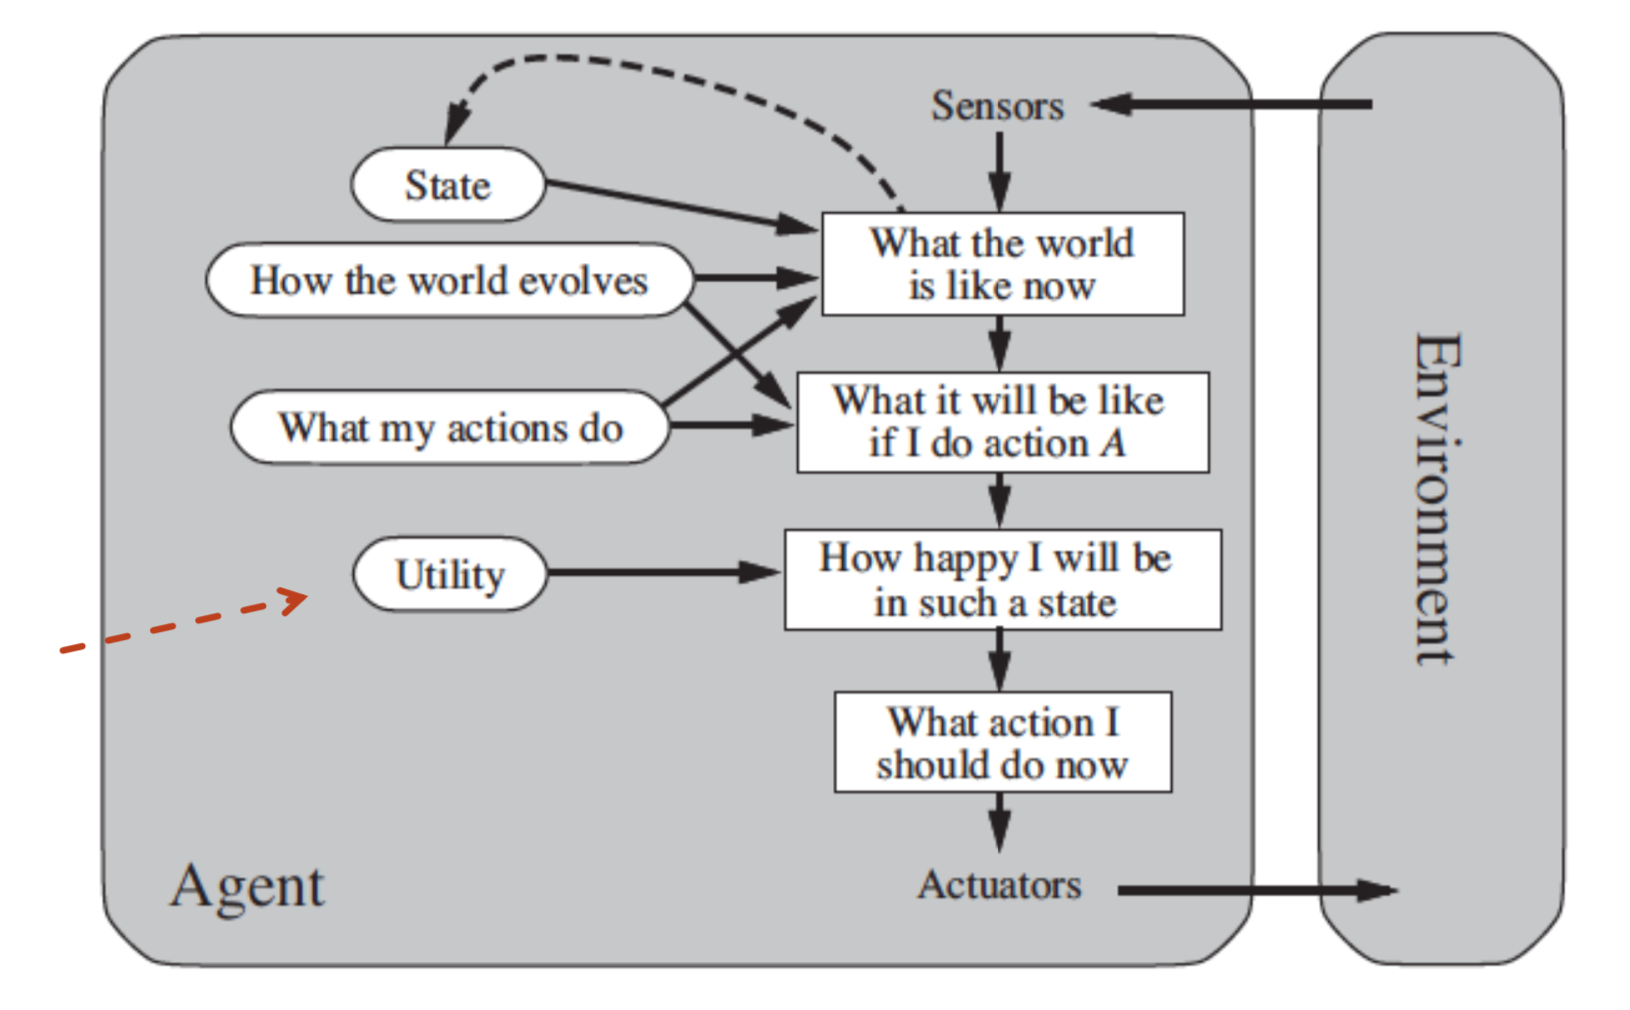 Sensors
State
What the world
is like now
How the world evolves
What it will be like
if I do action A
What my actions do
How happy I will be
in such a state
Utility
What action I
should do now
Agent
Actuators
Environment